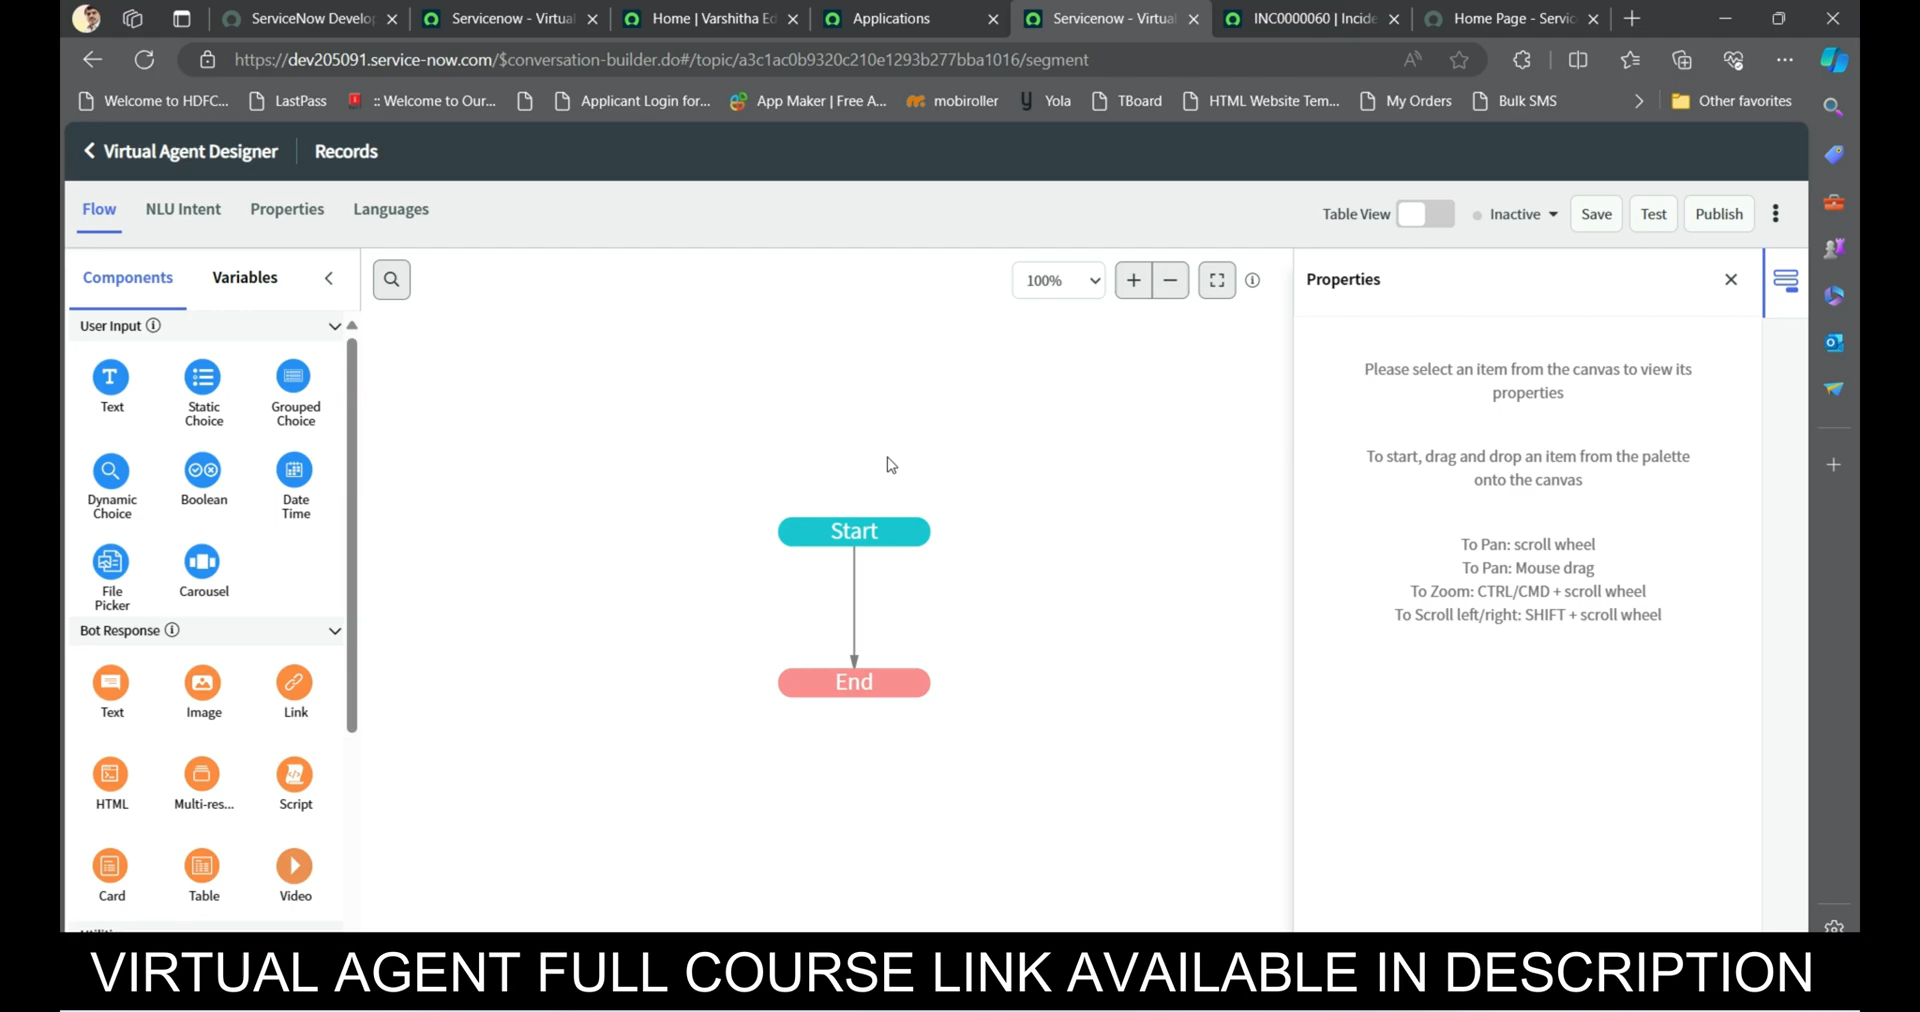 ServiceNow Develop
Servicenow - Virtual
Home | Varshitha Ed
Applications
Servicenow - Virtual
INC0000060 | Incide
Home Page - Servic
https://dev205091.service-now.com/$conversation-builder.do#/topic/a3c1ac0b9320c210e1293b277bba1016/segment
Welcome to HDFC...
LastPass
:: Welcome to Our...
Applicant Login for...
App Maker | Free A...
mobiroller
Yola
TBoard
HTML Website Tem...
My Orders
Bulk SMS
Other favorites
Virtual Agent Designer
Records
Flow
NLU Intent
Properties
Languages
Table View
Inactive
Save
Test
Publish
Components
Variables
100%
Properties
User Input
Text
Static
Choice
Grouped
Choice
Dynamic
Choice
Boolean
Date
Time
File
Picker
Carousel
Bot Response
Text
Image
Link
HTML
Multi-res...
Script
Card
Table
Video
Start
End
Please select an item from the canvas to view its
properties
To start, drag and drop an item from the palette
onto the canvas
To Pan: scroll wheel
To Pan: Mouse drag
To Zoom: CTRL/CMD + scroll wheel
To Scroll left/right: SHIFT + scroll wheel
VIRTUAL AGENT FULL COURSE LINK AVAILABLE IN DESCRIPTION